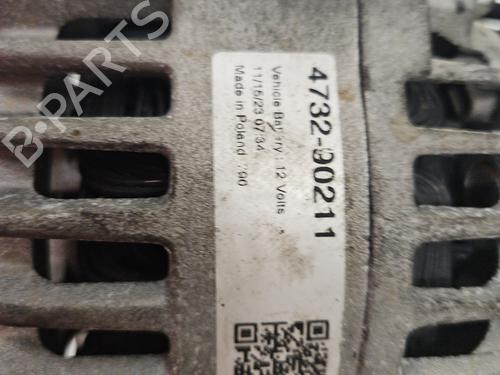 B-PARTS
4732-90211
Vehicle Battery: 12 Volts
11/15/23 07:34
Made in Poland